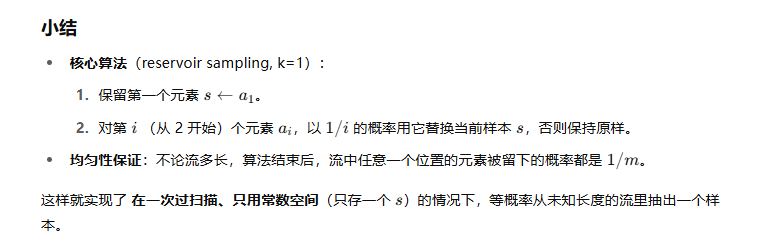 小结
• 核心算法（reservoir sampling, k=1）：
1. 保留第一个元素 s ← a₁。
2. 对第 i （从 2 开始）个元素 aᵢ，以 1/i 的概率用它替换当前样本 s，否则保持原样。
• 均匀性保证：不论流多长，算法结束后，流中任意一个位置的元素被留下的概率都是 1/m。
这样就实现了 在一次过扫描、只用常数空间（只存一个 s）的情况下，等概率从未知长度的流里抽出一个样
本。